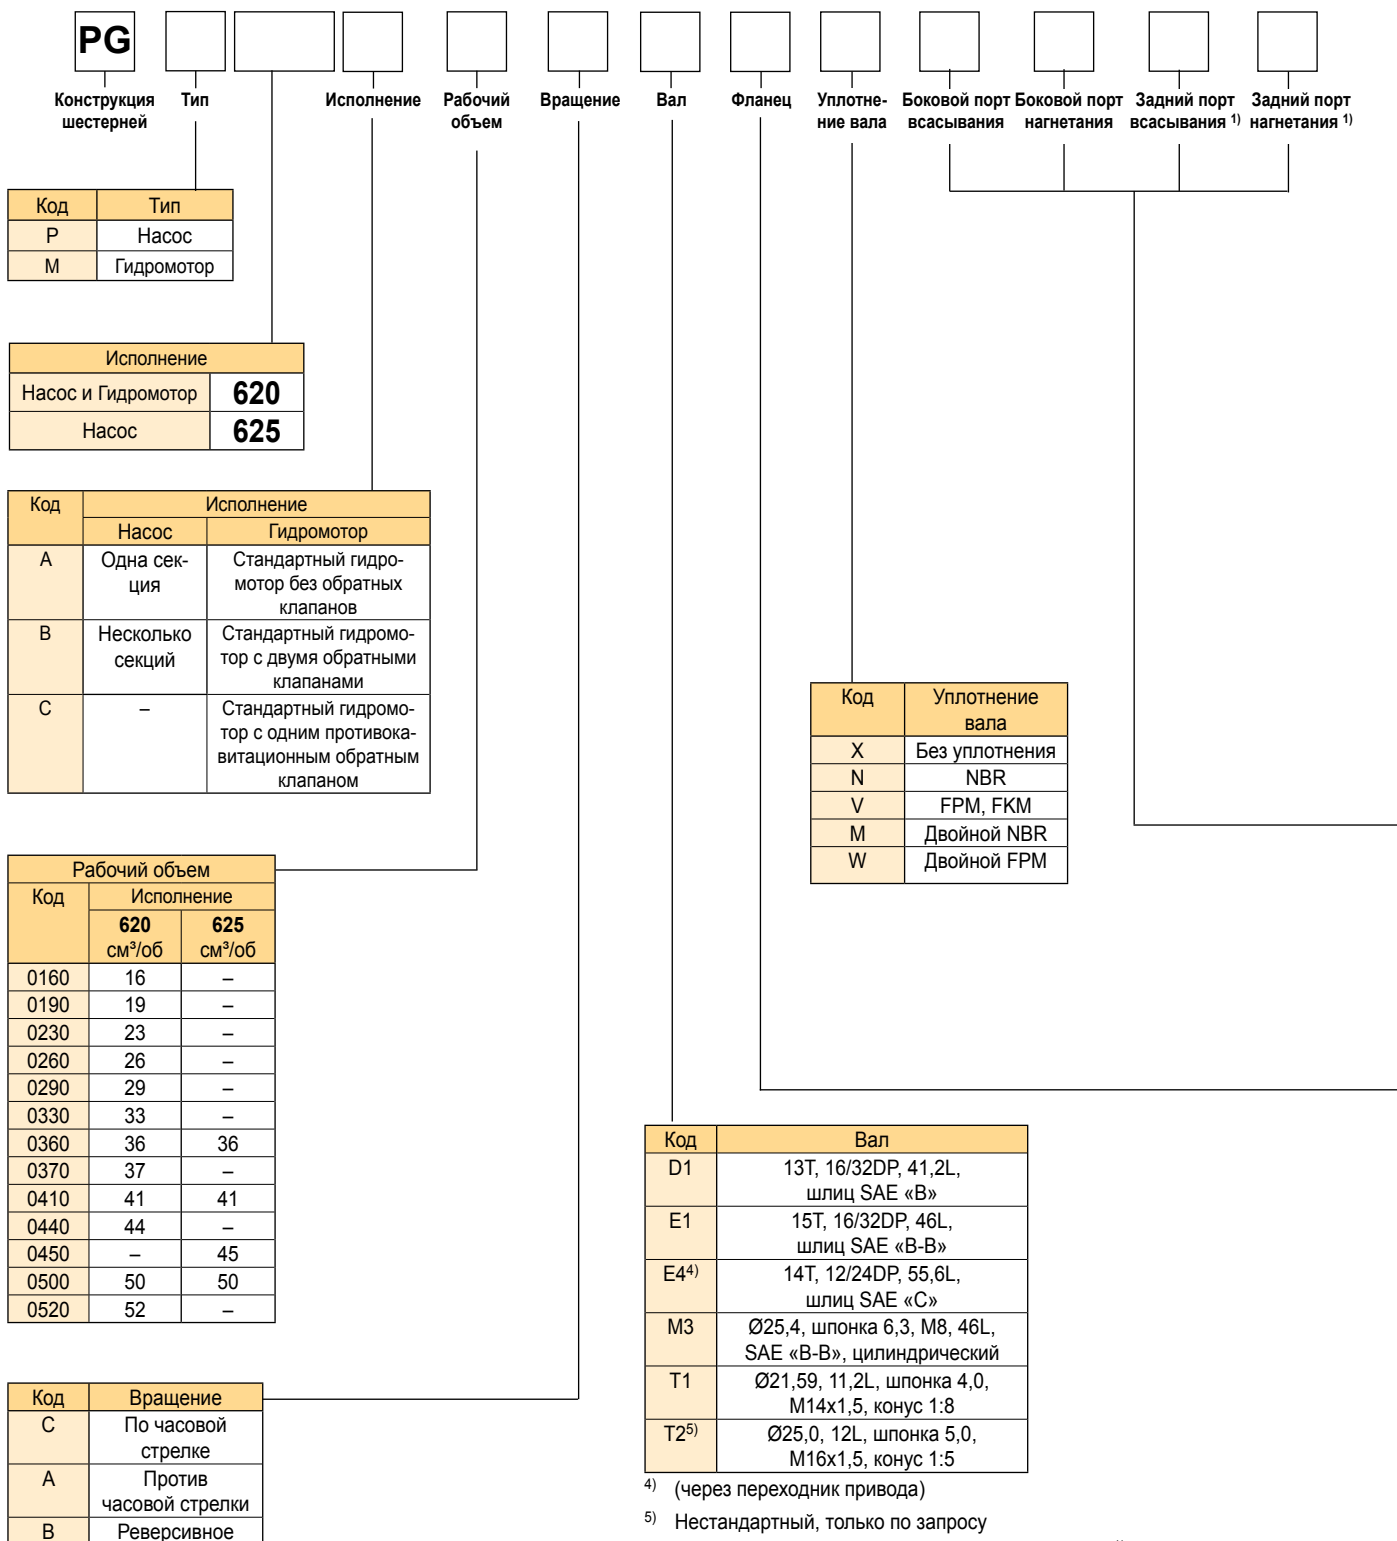 PG
Конструкция шестерней
Тип
Исполнение
Рабочий объем
Вращение
Вал
Фланец
Уплотне-
ние вала
Боковой порт всасывания
Боковой порт нагнетания
Задний порт всасывания 1)
Задний порт нагнетания 1)
Код Тип
P Насос
M Гидромотор
Исполнение
Насос и Гидромотор 620
Насос 625
Код Исполнение
Насос Гидромотор
A Одна сек- Стандартный гидро-
ция мотор без обратных
клапанов
B Несколько Стандартный гидромо-
секций тор с двумя обратными
клапанами
C – Стандартный гидромо-
тор с одним противока-
витационным обратным
клапаном
Код Уплотнение
вала
X Без уплотнения
N NBR
V FPM, FKM
M Двойной NBR
W Двойной FPM
Рабочий объем
Код Исполнение
620 625
см³/об см³/об
0160 16 –
0190 19 –
0230 23 –
0260 26 –
0290 29 –
0330 33 –
0360 36 36
0370 37 –
0410 41 41
0440 44 –
0450 – 45
0500 50 50
0520 52 –
Код Вал
D1 13T, 16/32DP, 41,2L,
шлиц SAE «B»
E1 15T, 16/32DP, 46L,
шлиц SAE «B-B»
E4 4) 14T, 12/24DP, 55,6L,
шлиц SAE «C»
M3 Ø25,4, шпонка 6,3, M8, 46L,
SAE «B-B», цилиндрический
T1 Ø21,59, 11,2L, шпонка 4,0,
M14x1,5, конус 1:8
T2 5) Ø25,0, 12L, шпонка 5,0,
M16x1,5, конус 1:5
4) (через переходник привода)
5) Нестандартный, только по запросу
Код Вращение
C По часовой
стрелке
A Против
часовой стрелки
B Реверсивное